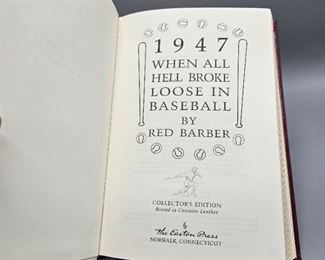 1947
WHEN ALL
HELL BROKE
LOOSE IN
BASEBALL
BY
RED BARBER
COLLECTOR'S EDITION
Bound in Genuine Leather
The Easton Press
NORWALK, CONNECTICUT